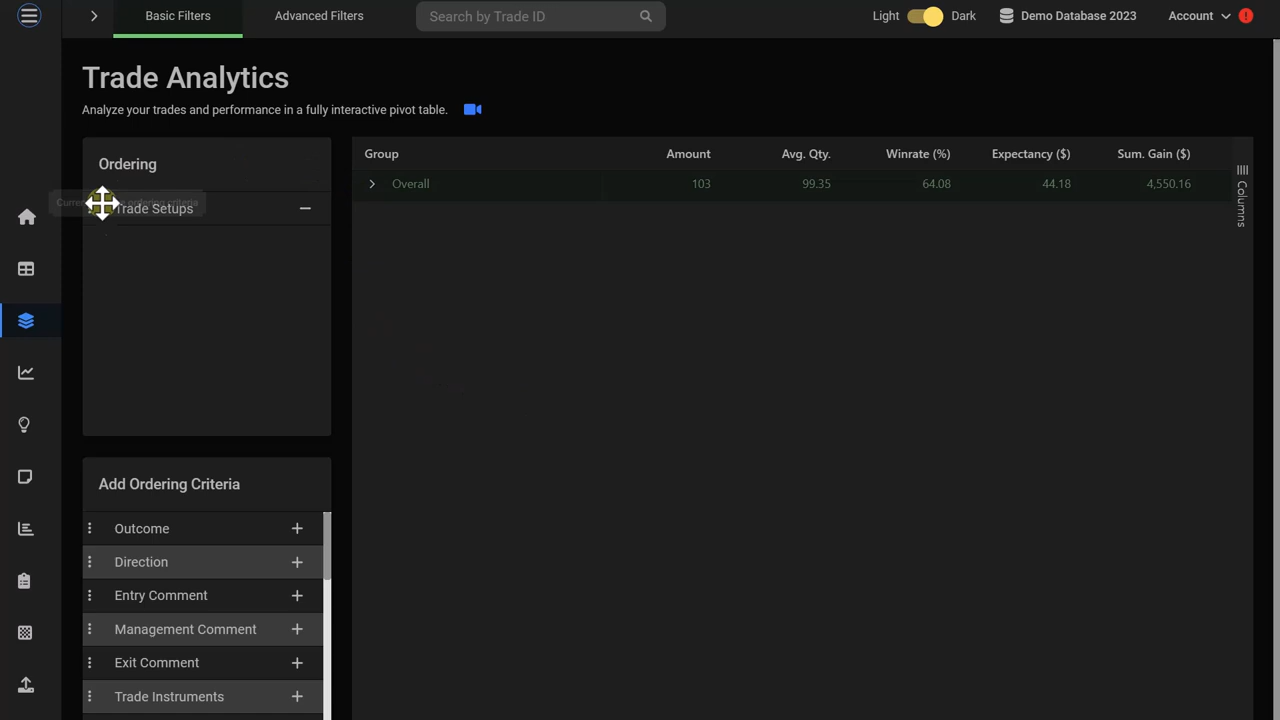 Basic Filters
Advanced Filters
Search by Trade ID
Light
Dark
Demo Database 2023
Account
Trade Analytics
Analyze your trades and performance in a fully interactive pivot table.
Ordering
Trade Setups
Add Ordering Criteria
Outcome
Direction
Entry Comment
Management Comment
Exit Comment
Trade Instruments
Group Amount Avg. Qty. Winrate (%) Expectancy ($) Sum. Gain ($)
Overall 103 99.35 64.08 44.18 4,550.16
Columns